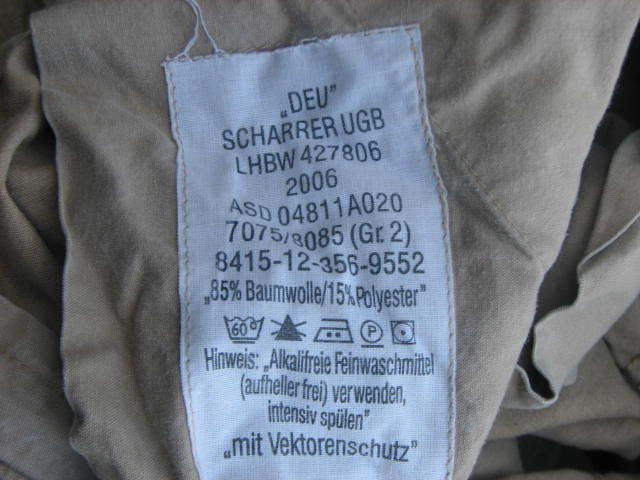 „DEU"
SCHARRER UGB
LHBW 427806
2006
ASD 04811A020
7075/8085 (Gr.2)
8415-12-356-9552
„85% Baumwolle/15% Polyester"
60 P
Hinweis: „Alkalifreie Feinwaschmittel
(aufheller frei) verwenden,
intensiv spülen"
„mit Vektorenschutz"